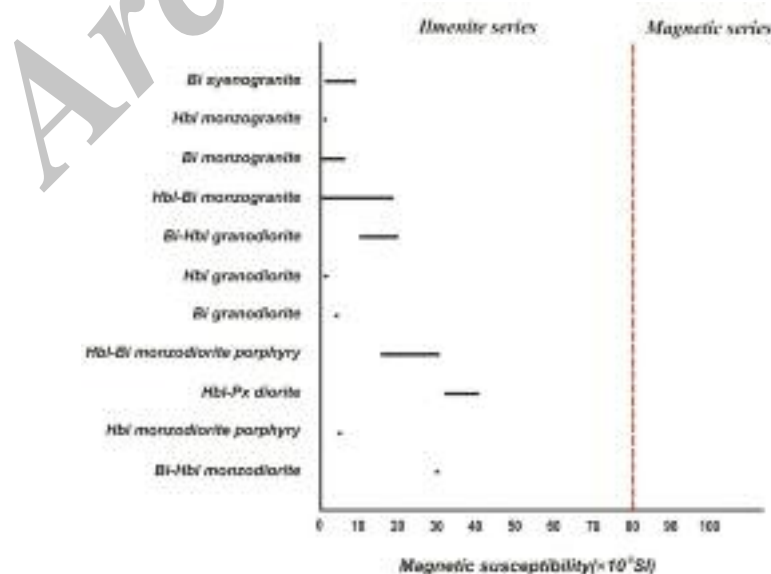 Arc
Ilmenite series Magnetic series
Bi syenogranite
Hbl monzogranite
Bi monzogranite
Hbl-Bi monzogranite
Bi-Hbl granodiorite
Hbl granodiorite
Bi granodiorite
Hbl-Bi monzodiorite porphyry
Hbl-Px diorite
Hbl monzodiorite porphyry
Bi-Hbl monzodiorite
0 10 20 30 40 50 60 70 80 90 100
Magnetic susceptibility